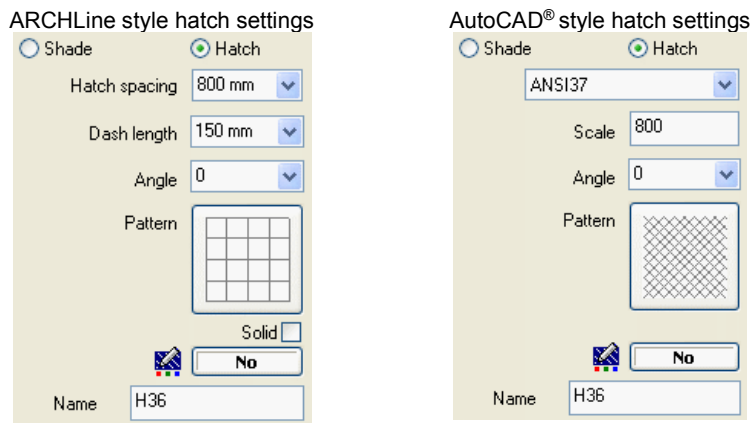 ARCHLine style hatch settings
Shade Hatch
Hatch spacing 800 mm
Dash length 150 mm
Angle 0
Pattern
Solid
No
Name H36
AutoCAD® style hatch settings
Shade Hatch
ANSI37
Scale 800
Angle 0
Pattern
No
Name H36